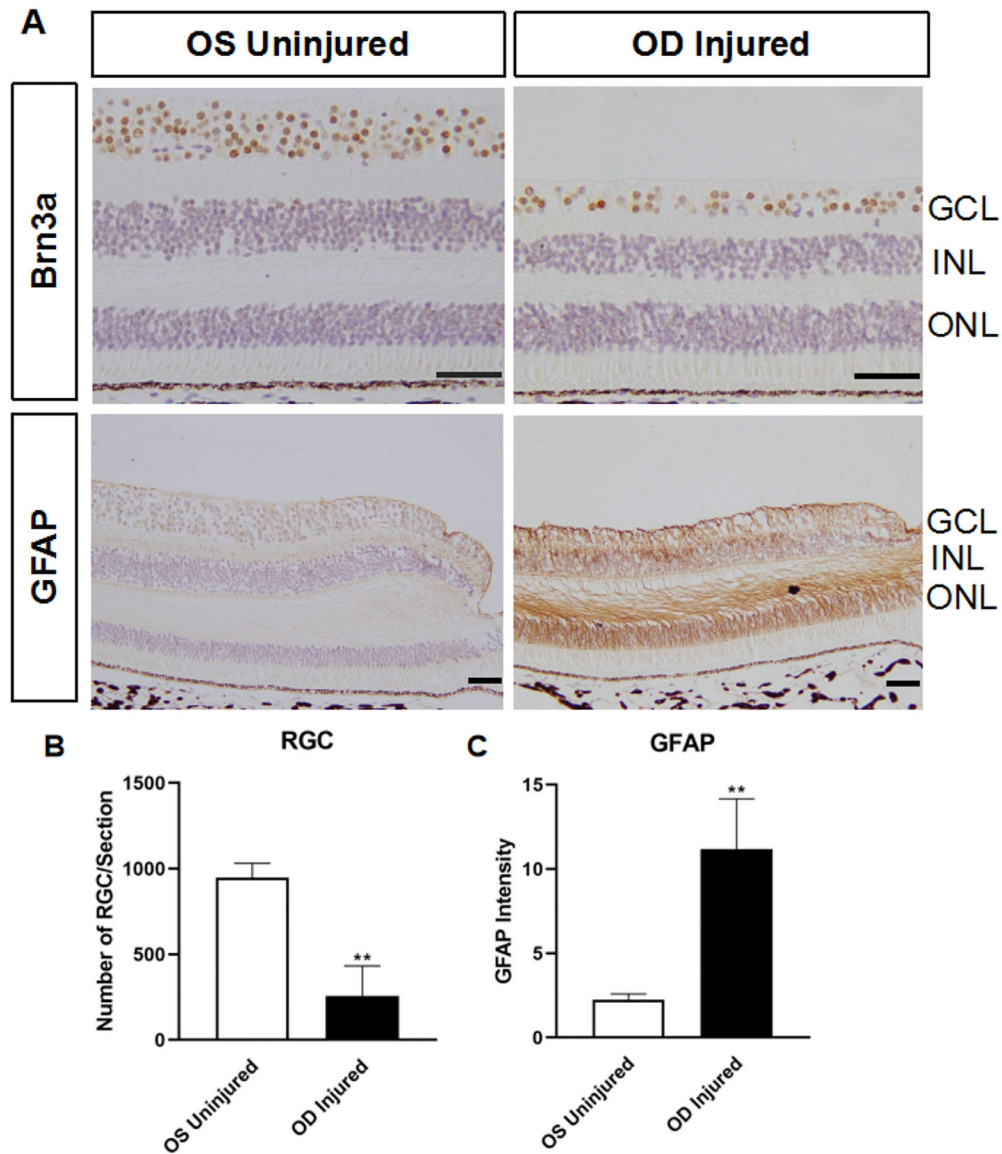 A
OS Uninjured
OD Injured
Brn3a
GCL
INL
ONL
GFAP
GCL
INL
ONL
B
RGC
Number of RGC/Section
1500
1000
500
0
**
OS Uninjured
OD Injured
C
GFAP
GFAP Intensity
15
10
5
0
**
OS Uninjured
OD Injured